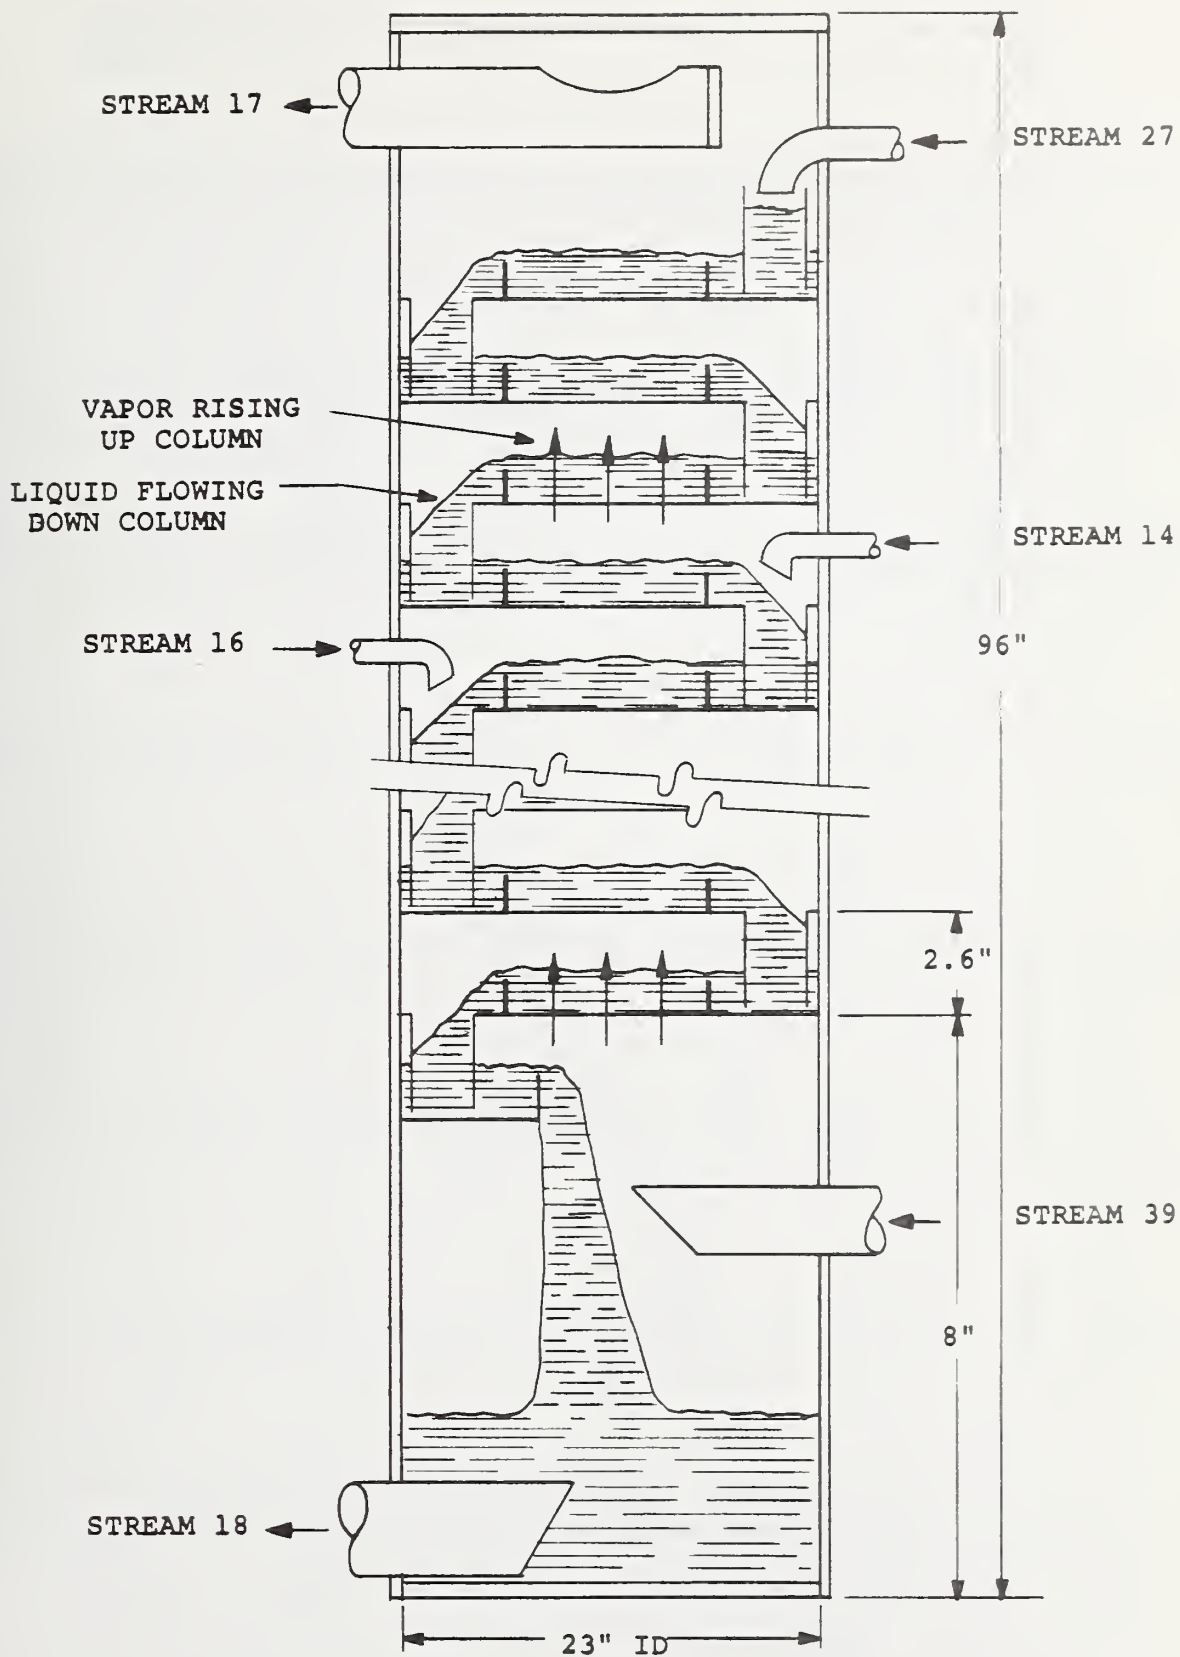 STREAM 17
STREAM 27
VAPOR RISING
UP COLUMN
LIQUID FLOWING
DOWN COLUMN
STREAM 14
STREAM 16
96"
2.6"
STREAM 39
8"
STREAM 18
23" ID